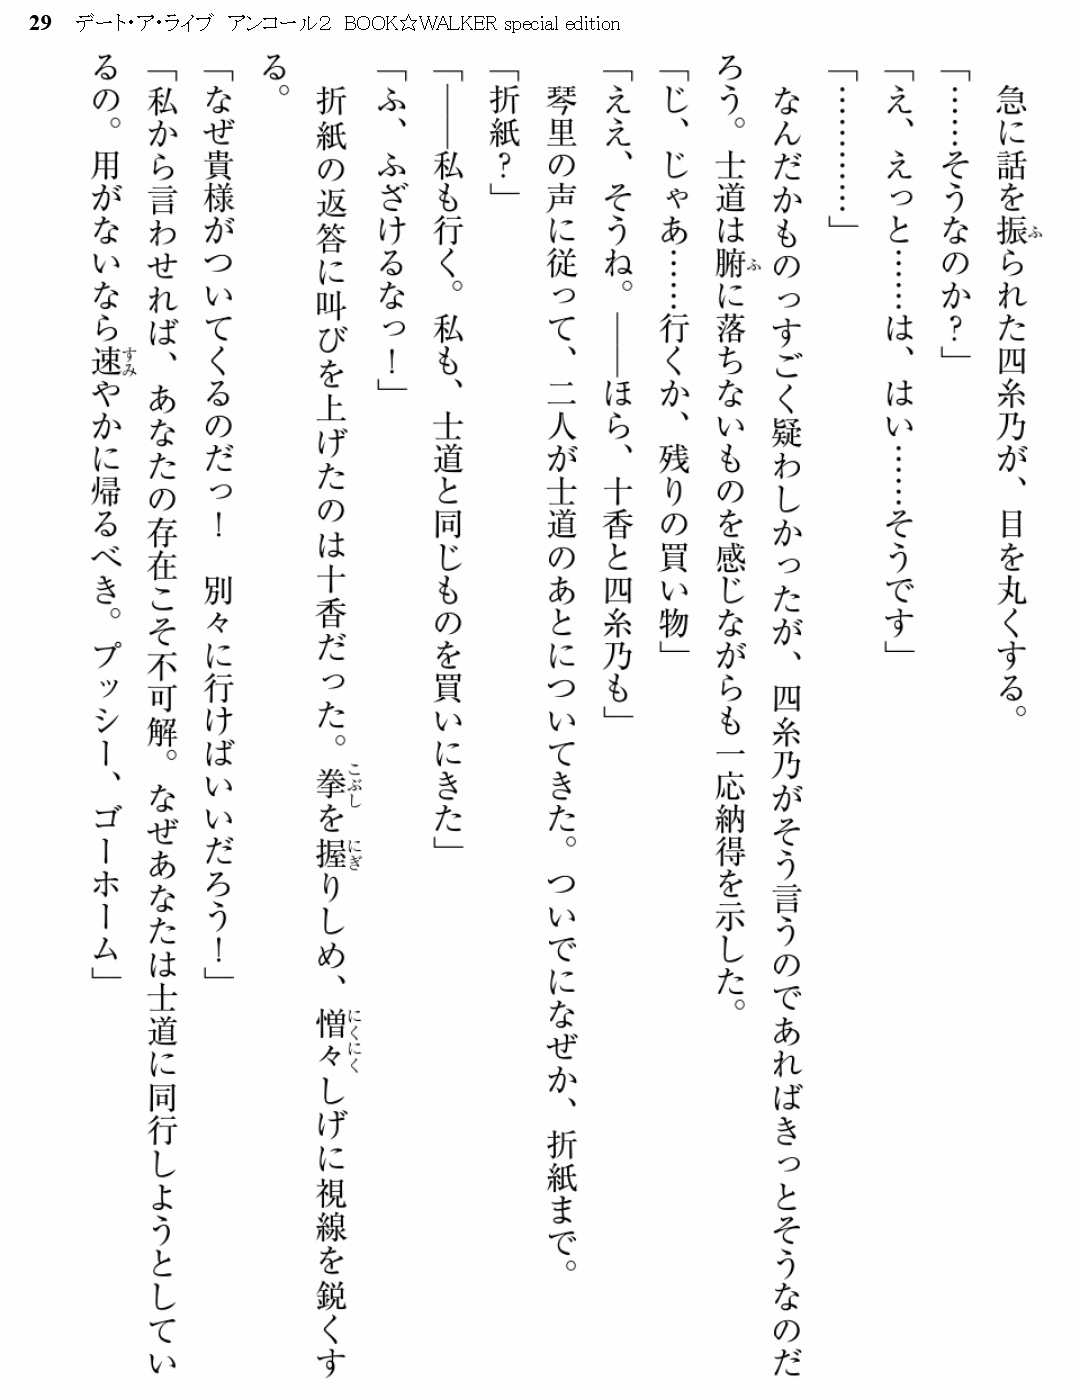 29 デート・ア・ライブ アンコール2 BOOK☆WALKER special edition
急に話を振られた四糸乃が、目を丸くする。
「……そうなのか?」
「え、えっと……は、はい……そうです」
「…………」
なんだかものっすごく疑わしかったが、四糸乃がそう言うのであればきっとそうなのだ
ろう。士道は腑に落ちないものを感じながらも一応納得を示した。
「じ、じゃあ……行くか、残りの買い物」
「ええ、そうね。――ほら、十香と四糸乃も」
琴里の声に従って、二人が士道のあとについてきた。ついでになぜか、折紙まで。
「折紙?」
「――私も行く。私も、士道と同じものを買いにきた」
「ふ、ふざけるなっ!」
折紙の返答に叫びを上げたのは十香だった。拳を握りしめ、憎々しげに視線を鋭くす
る。
「なぜ貴様がついてくるのだっ! 別々に行けばいいだろう!」
「私から言わせれば、あなたの存在こそ不可解。なぜあなたは士道に同行しようとしてい
るの。用がないなら速やかに帰るべき。プッシー、ゴーホーム」